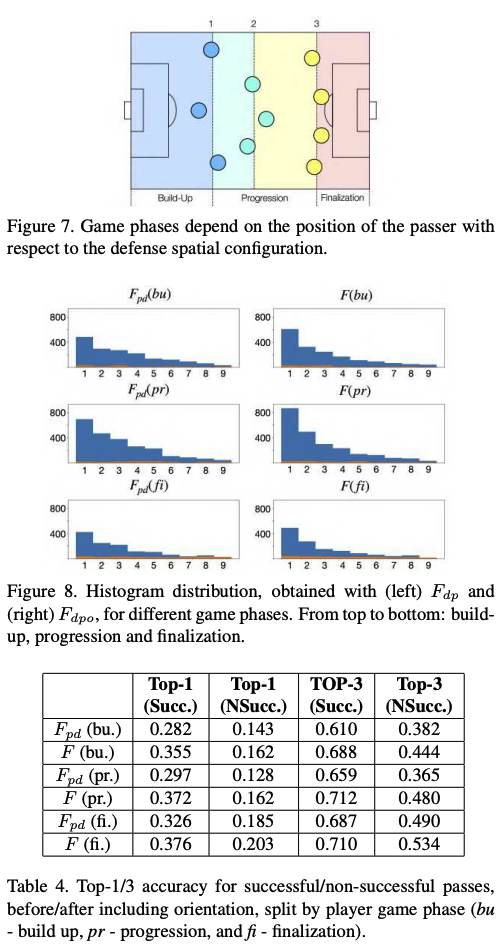 1 2 3
Build-Up Progression Finalization
Figure 7. Game phases depend on the position of the passer with
respect to the defense spatial configuration.
F_pd(bu) F(bu)
800 800
400 400
1 2 3 4 5 6 7 8 9 1 2 3 4 5 6 7 8 9
F_pd(pr) F(pr)
800 800
400 400
1 2 3 4 5 6 7 8 9 1 2 3 4 5 6 7 8 9
F_pd(fi) F(fi)
800 800
400 400
1 2 3 4 5 6 7 8 9 1 2 3 4 5 6 7 8 9
Figure 8. Histogram distribution, obtained with (left) F_dp and
(right) F_dpo, for different game phases. From top to bottom: build-
up, progression and finalization.
Top-1 Top-1 TOP-3 Top-3
(Succ.) (NSucc.) (Succ.) (NSucc.)
F_pd (bu.) 0.282 0.143 0.610 0.382
F (bu.) 0.355 0.162 0.688 0.444
F_pd (pr.) 0.297 0.128 0.659 0.365
F (pr.) 0.372 0.162 0.712 0.480
F_pd (fi.) 0.326 0.185 0.687 0.490
F (fi.) 0.376 0.203 0.710 0.534
Table 4. Top-1/3 accuracy for successful/non-successful passes,
before/after including orientation, split by player game phase (bu
- build up, pr - progression, and fi - finalization).